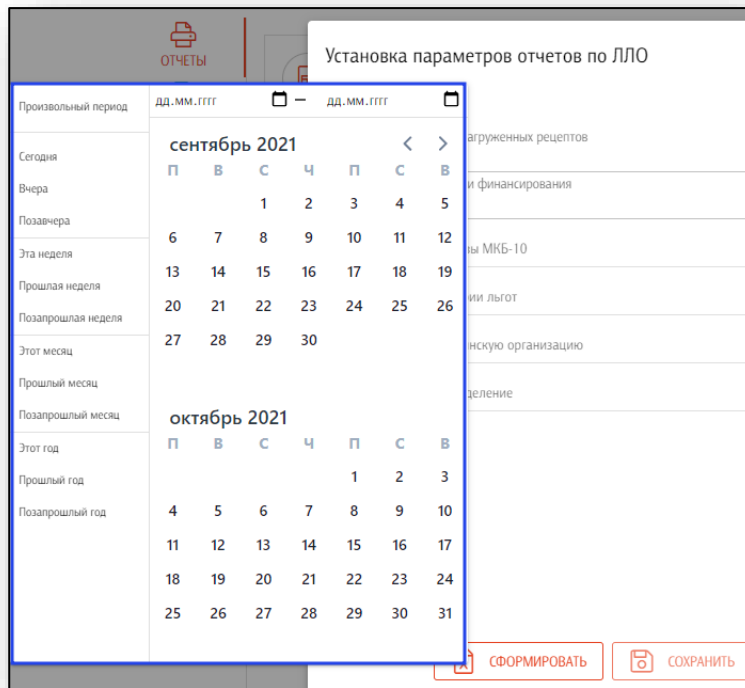 ОТЧЕТЫ
Установка параметров отчетов по ЛЛО
Произвольный период
дд.мм.гггг – дд.мм.гггг
Сегодня
Вчера
Позавчера
Эта неделя
Прошлая неделя
Позапрошлая неделя
Этот месяц
Прошлый месяц
Позапрошлый месяц
Этот год
Прошлый год
Позапрошлый год
сентябрь 2021
П В С Ч П С В
1 2 3 4 5
6 7 8 9 10 11 12
13 14 15 16 17 18 19
20 21 22 23 24 25 26
27 28 29 30
октябрь 2021
П В С Ч П С В
1 2 3
4 5 6 7 8 9 10
11 12 13 14 15 16 17
18 19 20 21 22 23 24
25 26 27 28 29 30 31
агруженных рецептов
и финансирования
ы МКБ-10
рии льгот
нскую организацию
деление
СФОРМИРОВАТЬ
СОХРАНИТЬ